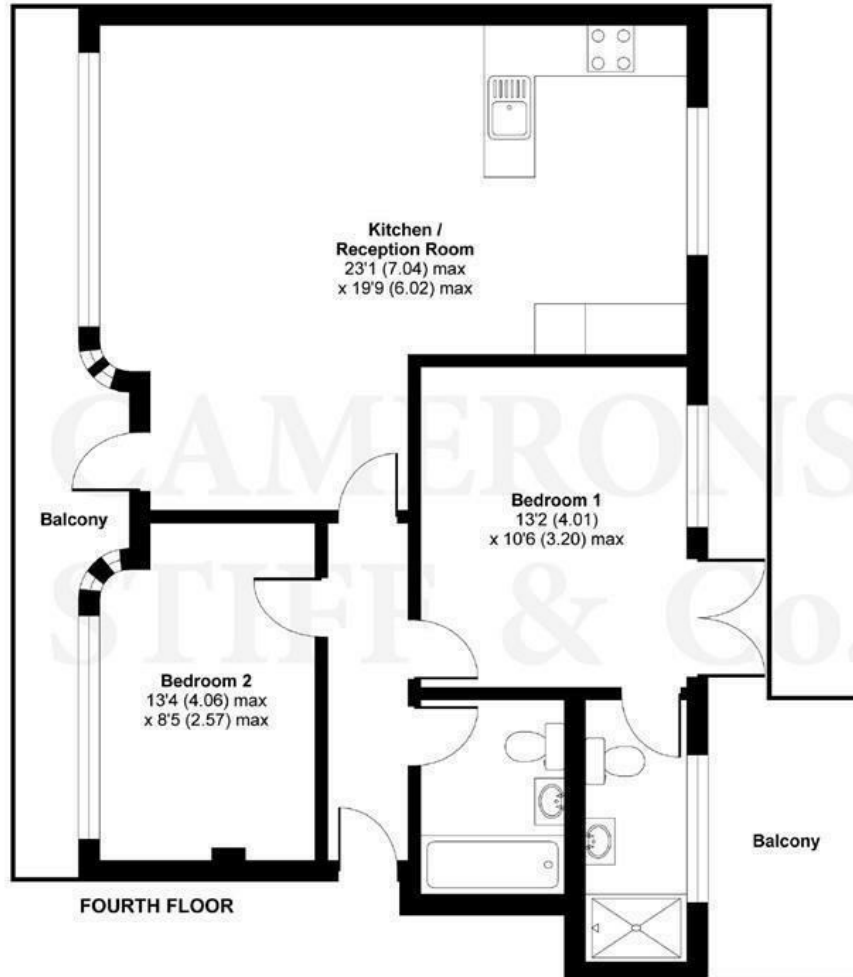 Kitchen /
Reception Room
23'1 (7.04) max
x 19'9 (6.02) max
CAMERONS
Balcony
Bedroom 1
13'2 (4.01)
x 10'6 (3.20) max
STIFF & Co.
Bedroom 2
13'4 (4.06) max
x 8'5 (2.57) max
Balcony
FOURTH FLOOR